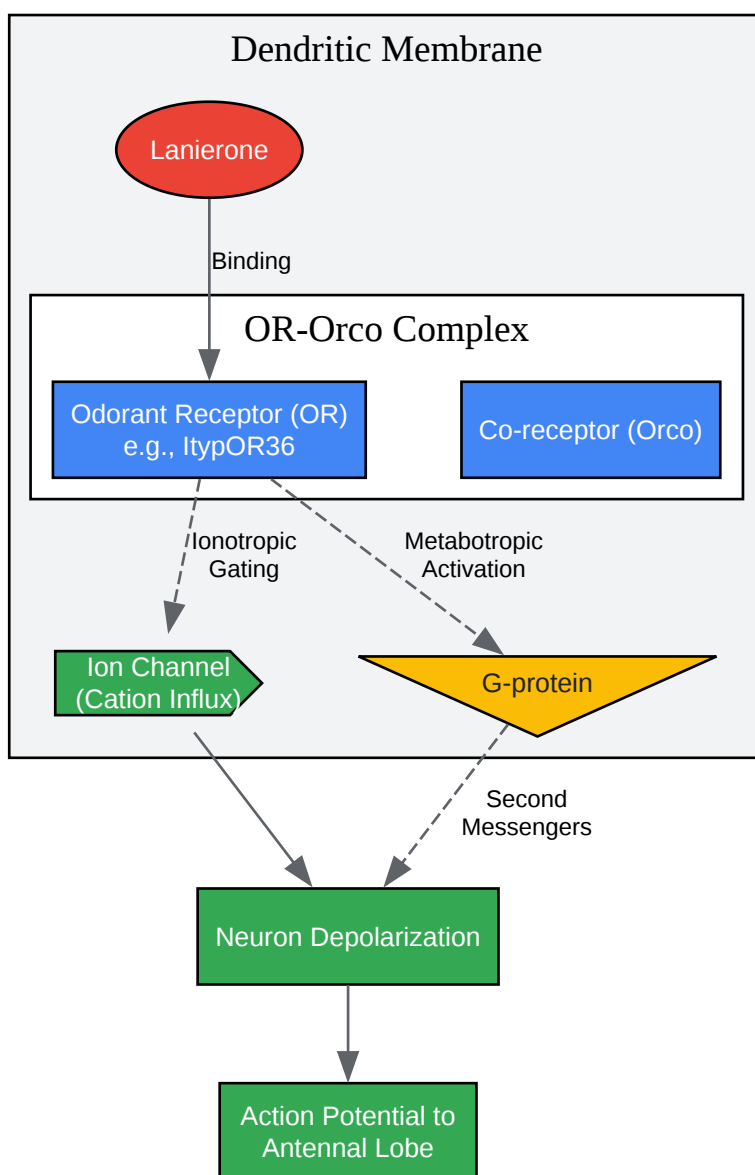 Dendritic Membrane
Lanierone
Binding
OR-Orco Complex
Odorant Receptor (OR)
e.g., ItypOR36
Co-receptor (Orco)
Ionotropic
Gating
Metabotropic
Activation
Ion Channel
(Cation Influx)
G-protein
Second
Messengers
Neuron Depolarization
Action Potential to
Antennal Lobe